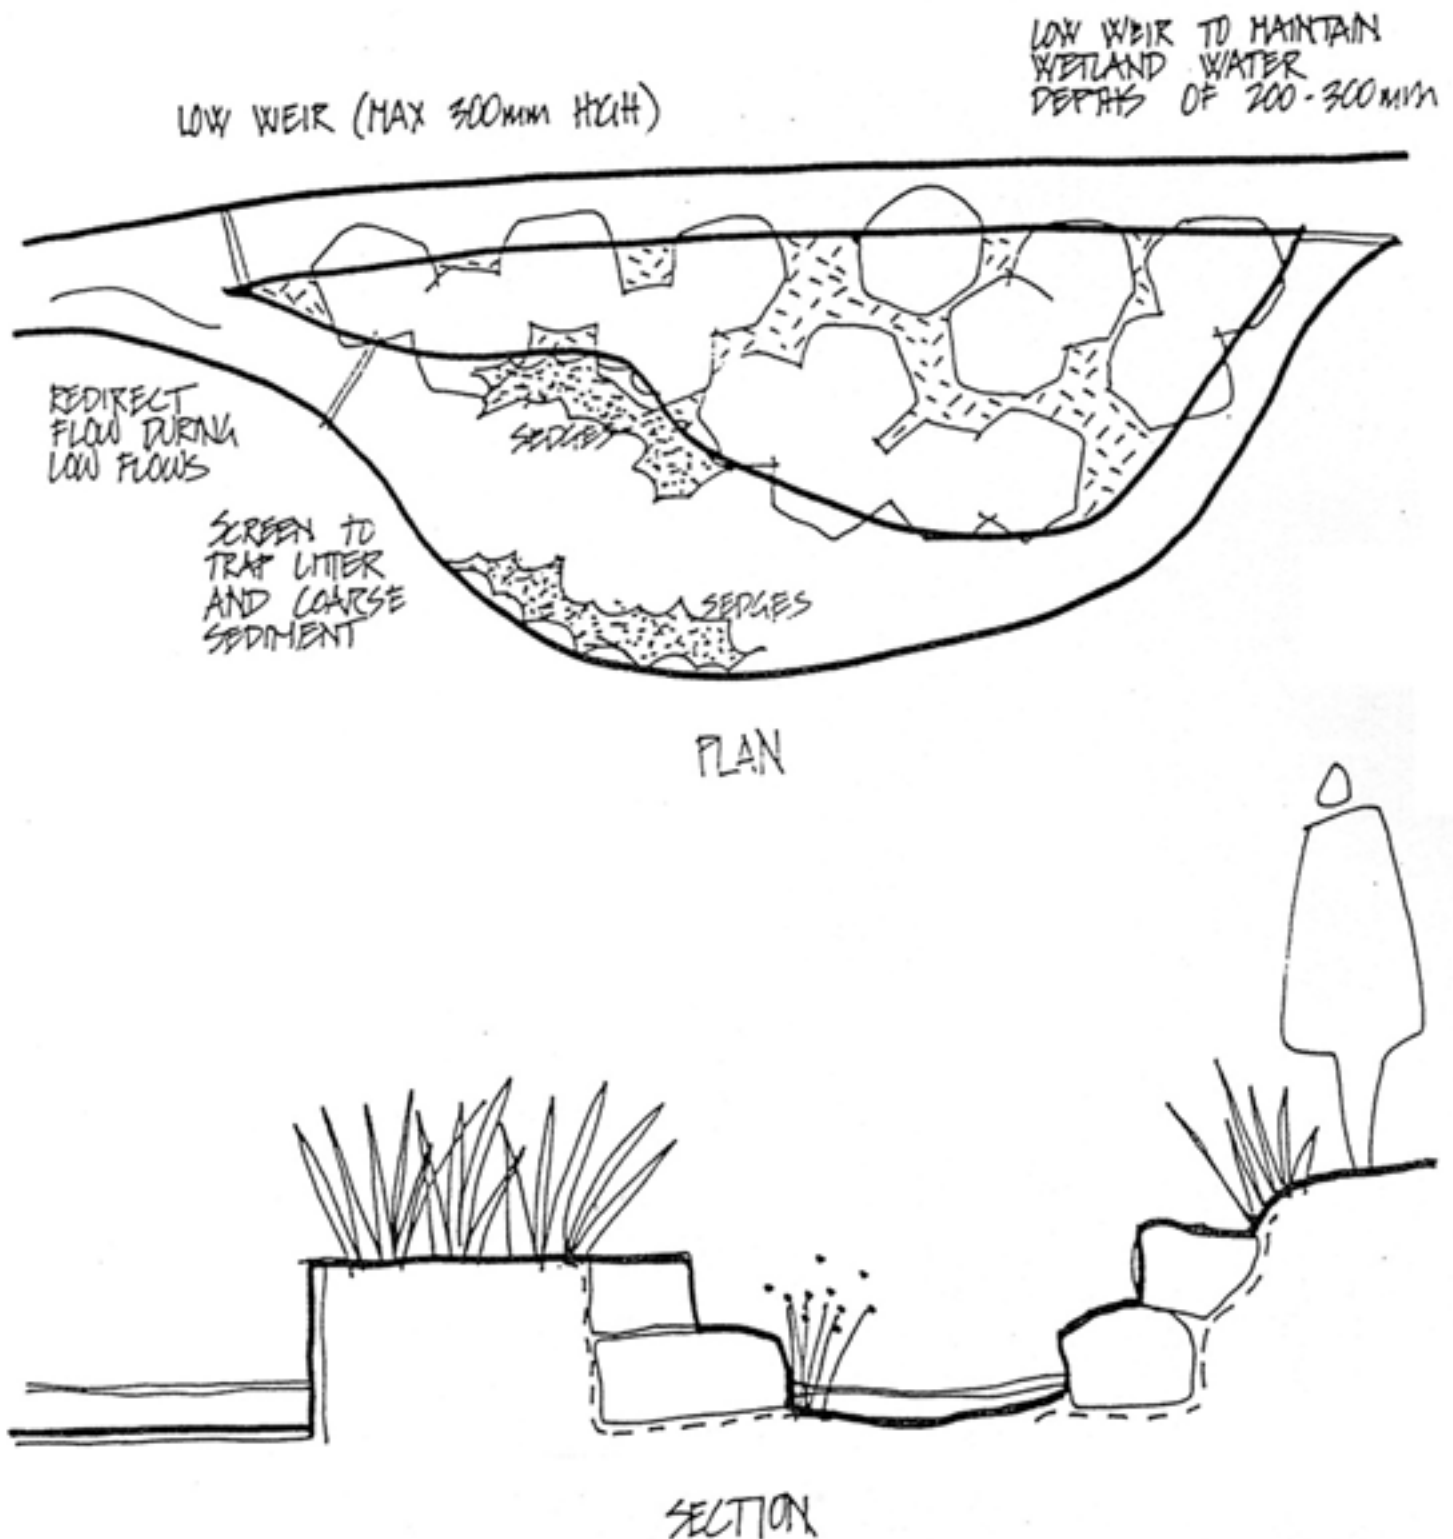 LOW WEIR TO MAINTAIN
WETLAND WATER
DEPTHS OF 200-300mm
LOW WEIR (MAX 300mm HIGH)
REDIRECT
FLOW DURING
LOW FLOWS
SEDGES
SCREEN TO
TRAP LITTER
AND COARSE
SEDIMENT
SEDGES
PLAN
SECTION